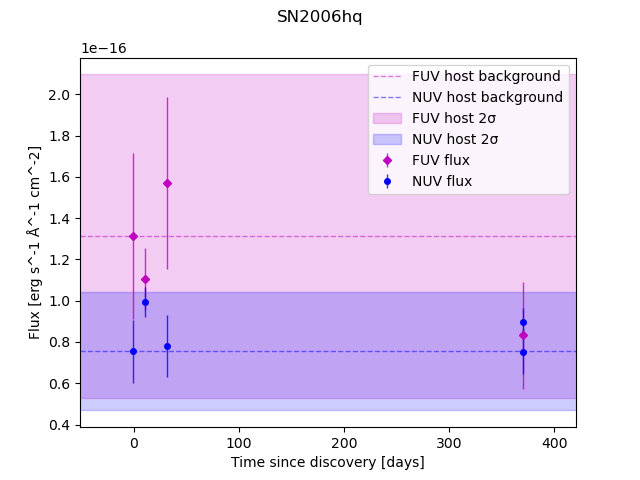 SN2006hq
1e−16
FUV host background
NUV host background
FUV host 2σ
NUV host 2σ
FUV flux
NUV flux
2.0
1.8
1.6
1.4
1.2
1.0
0.8
0.6
0.4
Flux [erg s^-1 Å^-1 cm^-2]
0
100
200
300
400
Time since discovery [days]